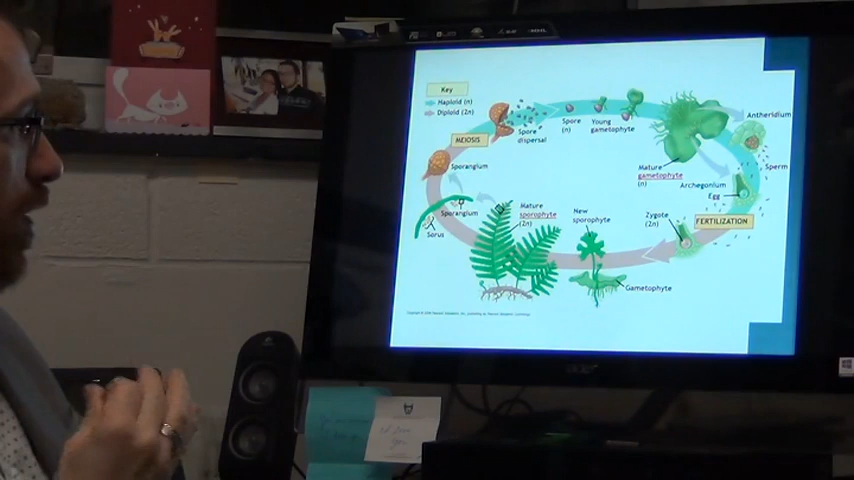 Key
Haploid (n)
Diploid (2n)
MEIOSIS
Spore
dispersal
Spore
(n)
Young
gametophyte
Antheridium
Mature
gametophyte
(n)
Archegonium
Egg
Sperm
Sporangium
Sporangium
Sorus
Mature
sporophyte
(2n)
New
sporophyte
Zygote
(2n)
FERTILIZATION
Gametophyte
acer